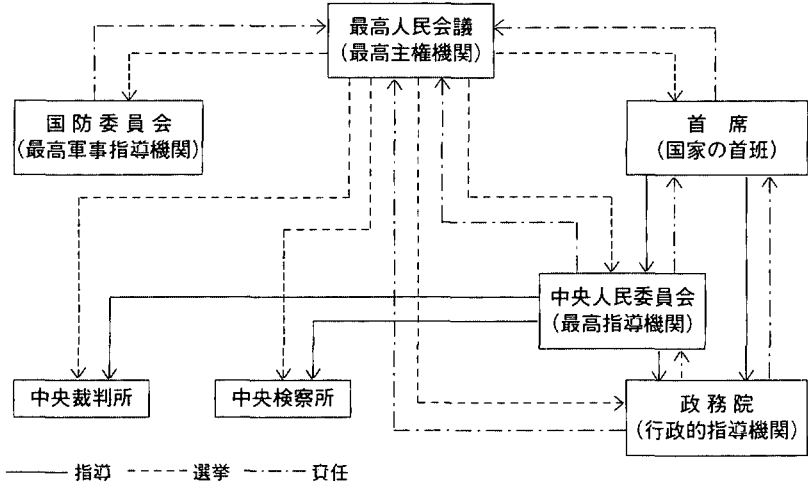 最高人民会議
(最高主権機関)
国防委員会
(最高軍事指導機関)
首席
(国家の首班)
中央人民委員会
(最高指導機関)
中央裁判所
中央検察所
政務院
(行政的指導機関)
指導 選挙 責任